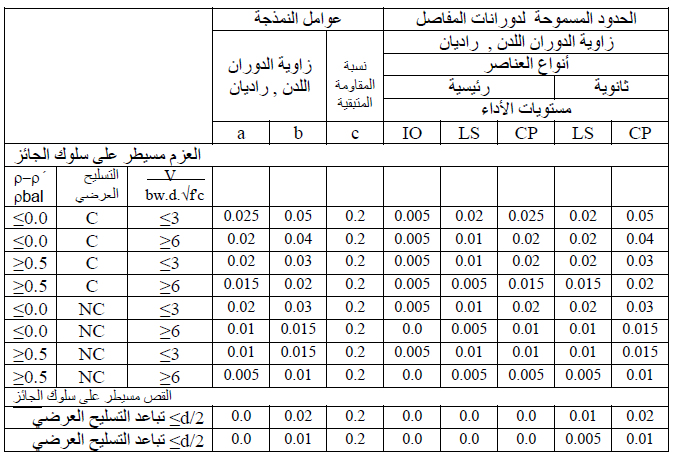 عوامل النمذجة | الحدود المسموحة لدورانات المفاصل
زاوية الدوران اللدن , راديان | نسبة المقاومة المتبقية | زاوية الدوران اللدن , راديان
أنواع العناصر
رئيسية | ثانوية
مستويات الأداء
a | b | c | IO | LS | CP | LS | CP
العزم مسيطر على سلوك الجائز
ρ–ρ´ ρbal | التسليح العرضي | V bw.d.√f'c
≤0.0 | C | ≤3 | 0.025 | 0.05 | 0.2 | 0.005 | 0.02 | 0.025 | 0.02 | 0.05
≤0.0 | C | ≥6 | 0.02 | 0.04 | 0.2 | 0.005 | 0.01 | 0.02 | 0.02 | 0.04
≥0.5 | C | ≤3 | 0.02 | 0.03 | 0.2 | 0.005 | 0.01 | 0.02 | 0.02 | 0.03
≥0.5 | C | ≥6 | 0.015 | 0.02 | 0.2 | 0.005 | 0.005 | 0.015 | 0.015 | 0.02
≤0.0 | NC | ≤3 | 0.02 | 0.03 | 0.2 | 0.005 | 0.01 | 0.02 | 0.02 | 0.03
≤0.0 | NC | ≥6 | 0.01 | 0.015 | 0.2 | 0.0 | 0.005 | 0.01 | 0.01 | 0.015
≥0.5 | NC | ≤3 | 0.01 | 0.015 | 0.2 | 0.005 | 0.01 | 0.01 | 0.01 | 0.015
≥0.5 | NC | ≥6 | 0.005 | 0.01 | 0.2 | 0.0 | 0.005 | 0.005 | 0.005 | 0.01
القص مسيطر على سلوك الجائز
تباعد التسليح العرضي ≤d/2 | 0.0 | 0.02 | 0.2 | 0.0 | 0.0 | 0.0 | 0.01 | 0.02
تباعد التسليح العرضي ≤d/2 | 0.0 | 0.01 | 0.2 | 0.0 | 0.0 | 0.0 | 0.005 | 0.01